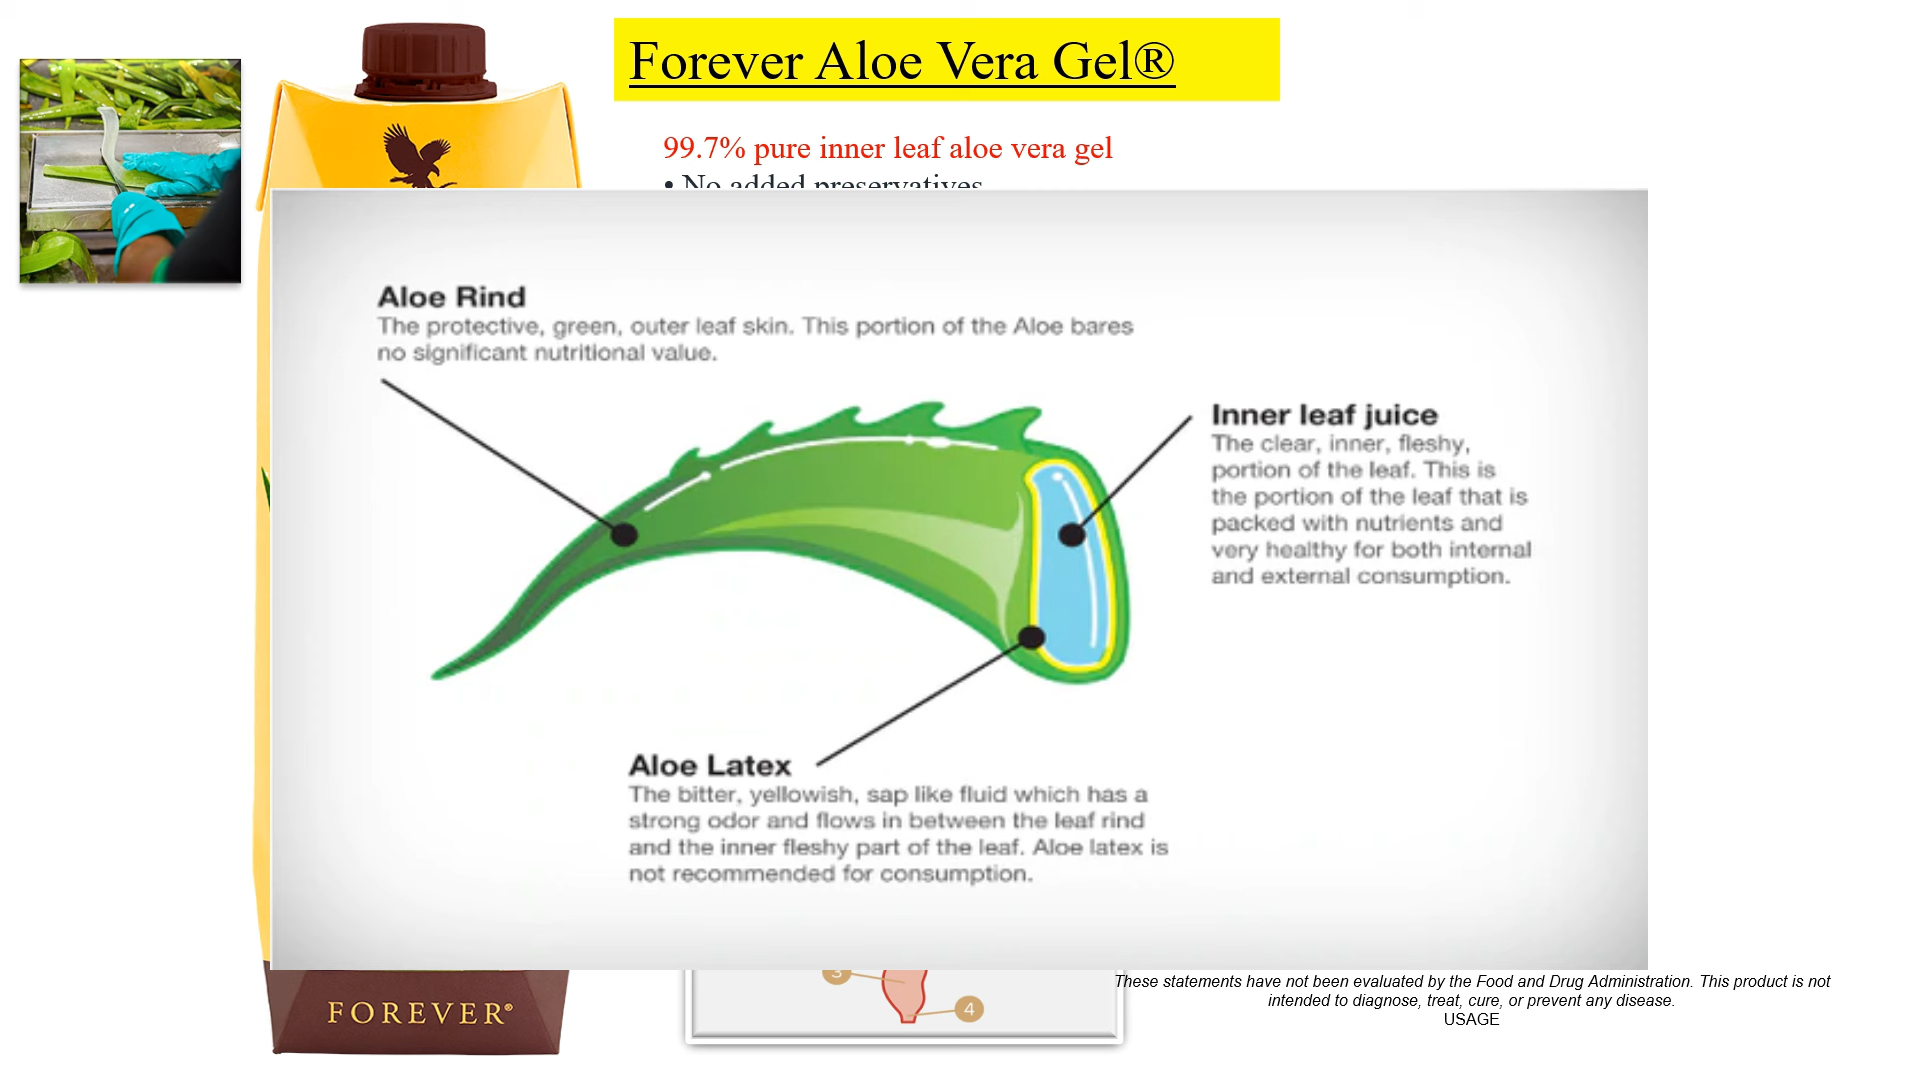 Forever Aloe Vera Gel®
99.7% pure inner leaf aloe vera gel
• No added preservatives
Aloe Rind
The protective, green, outer leaf skin. This portion of the Aloe bares
no significant nutritional value.
Inner leaf juice
The clear, inner, fleshy,
portion of the leaf. This is
the portion of the leaf that is
packed with nutrients and
very healthy for both internal
and external consumption.
Aloe Latex
The bitter, yellowish, sap like fluid which has a
strong odor and flows in between the leaf rind
and the inner fleshy part of the leaf. Aloe latex is
not recommended for consumption.
3
4
These statements have not been evaluated by the Food and Drug Administration. This product is not
intended to diagnose, treat, cure, or prevent any disease.
USAGE
FOREVER®